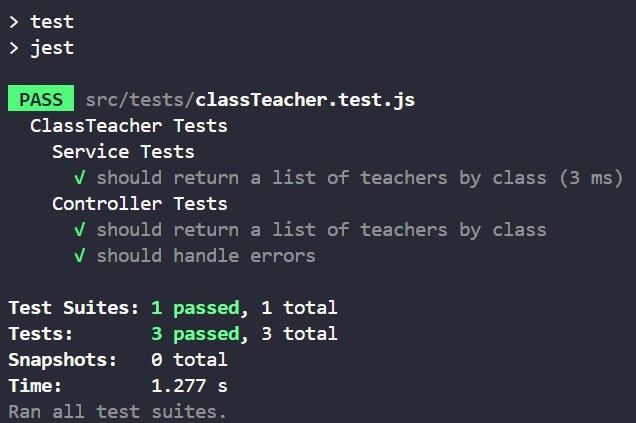 > test
> jest
PASS src/tests/classTeacher.test.js
ClassTeacher Tests
Service Tests
√ should return a list of teachers by class (3 ms)
Controller Tests
√ should return a list of teachers by class
√ should handle errors
Test Suites: 1 passed, 1 total
Tests: 3 passed, 3 total
Snapshots: 0 total
Time: 1.277 s
Ran all test suites.